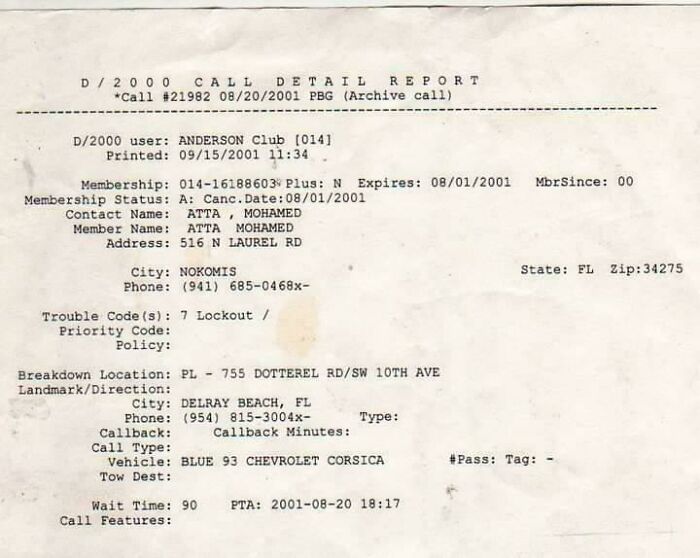 D/2000 CALL DETAIL REPORT
*Call #21982 08/20/2001 PBG (Archive call)
D/2000 user: ANDERSON Club [014]
Printed: 09/15/2001 11:34
Membership: 014-16188603 Plus: N Expires: 08/01/2001 MbrSince: 00
Membership Status: A: Canc.Date:08/01/2001
Contact Name: ATTA , MOHAMED
Member Name: ATTA MOHAMED
Address: 516 N LAUREL RD
City: NOKOMIS State: FL Zip:34275
Phone: (941) 685-0468x-
Trouble Code(s): 7 Lockout /
Priority Code:
Policy:
Breakdown Location: PL - 755 DOTTEREL RD/SW 10TH AVE
Landmark/Direction:
City: DELRAY BEACH, FL
Phone: (954) 815-3004x- Type:
Callback: Callback Minutes:
Call Type:
Vehicle: BLUE 93 CHEVROLET CORSICA #Pass: Tag: -
Tow Dest:
Wait Time: 90 PTA: 2001-08-20 18:17
Call Features: